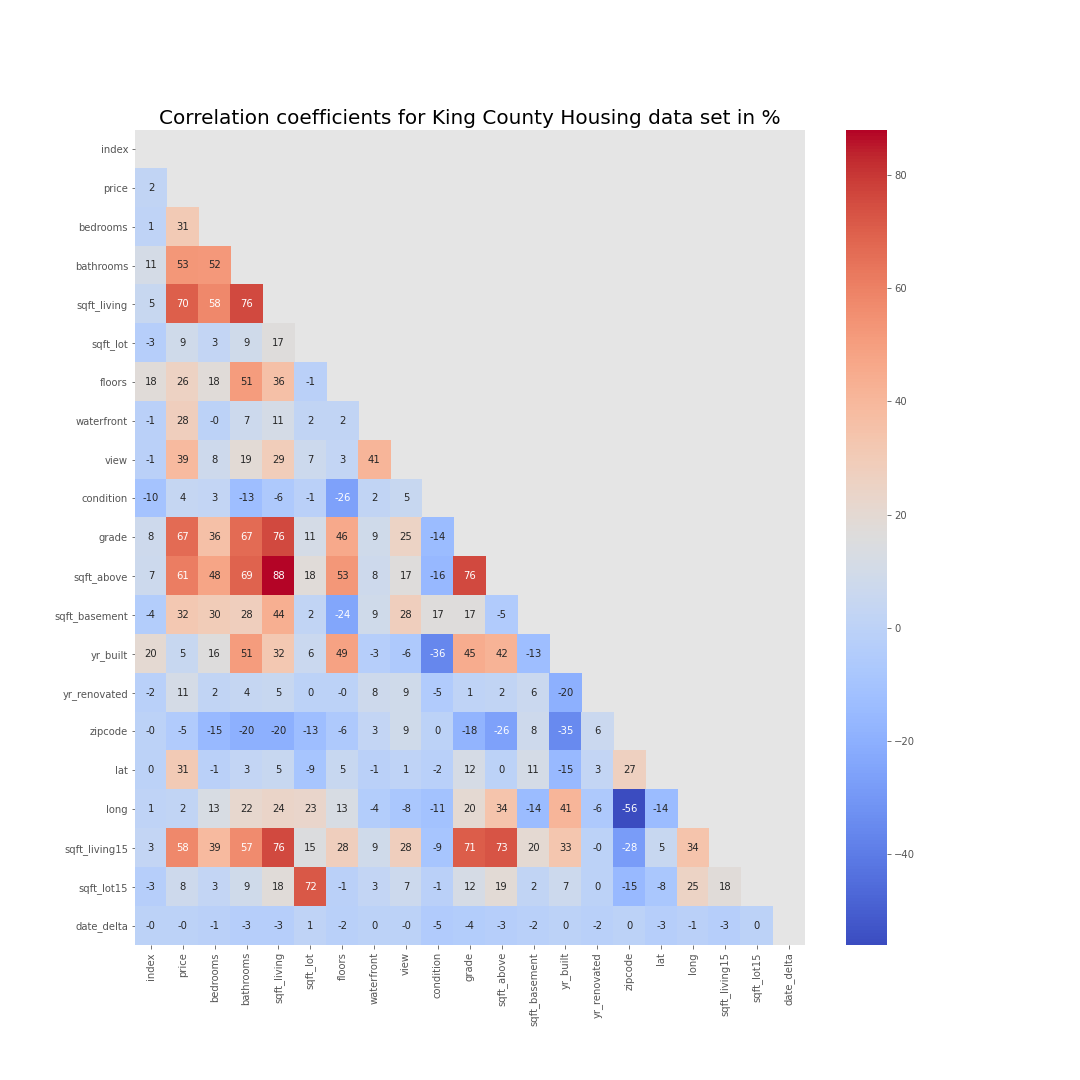 Correlation coefficients for King County Housing data set in %
index
price 2
bedrooms 1 31
bathrooms 11 53 52
sqft_living 5 70 58 76
sqft_lot -3 9 3 9 17
floors 18 26 18 51 36 -1
waterfront -1 28 -0 7 11 2 2
view -1 39 8 19 29 7 3 41
condition -10 4 3 -13 -6 -1 -26 2 5
grade 8 67 36 67 76 11 46 9 25 -14
sqft_above 7 61 48 69 88 18 53 8 17 -16 76
sqft_basement -4 32 30 28 44 2 -24 9 28 17 17 -5
yr_built 20 5 16 51 32 6 49 -3 -6 -36 45 42 -13
yr_renovated -2 11 2 4 5 0 -0 8 9 -5 1 2 6 -20
zipcode -0 -5 -15 -20 -20 -13 -6 3 9 0 -18 -26 8 -35 6
lat 0 31 -1 3 5 -9 5 -1 1 -2 12 0 11 -15 3 27
long 1 2 13 22 24 23 13 -4 -8 -11 20 34 -14 41 -6 -56 -14
sqft_living15 3 58 39 57 76 15 28 9 28 -9 71 73 20 33 -0 -28 5 34
sqft_lot15 -3 8 3 9 18 72 -1 3 7 -1 12 19 2 7 0 -15 -8 25 18
date_delta -0 -0 -1 -3 -3 1 -2 0 -0 -5 -4 -3 -2 0 -2 0 -3 -1 -3 0
index price bedrooms bathrooms sqft_living sqft_lot floors waterfront view condition grade sqft_above sqft_basement yr_built yr_renovated zipcode lat long sqft_living15 sqft_lot15 date_delta
80
60
40
20
0
−20
−40